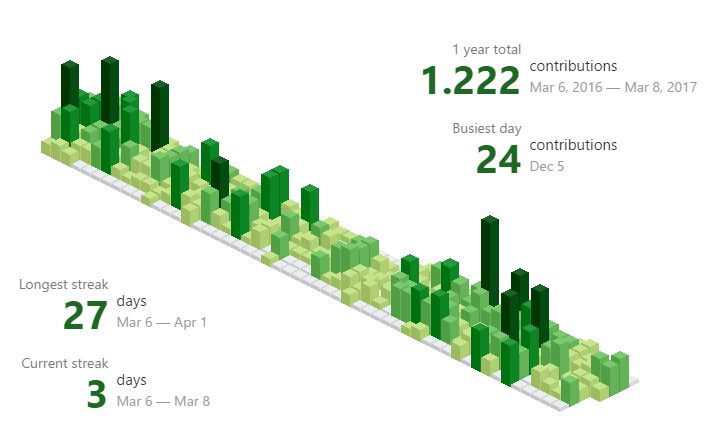 1 year total
1.222 contributions
Mar 6, 2016 — Mar 8, 2017
Busiest day
24 contributions
Dec 5
Longest streak
27 days
Mar 6 — Apr 1
Current streak
3 days
Mar 6 — Mar 8